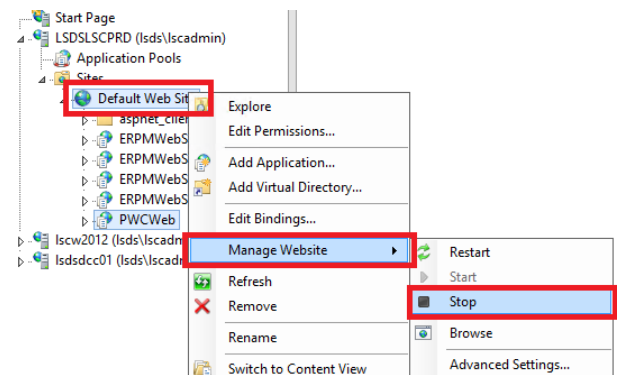 Start Page
LSDSLSCPRD (lsds\lscadmin)
Application Pools
Sites
Default Web Sit
Explore
aspnet_clier
Edit Permissions...
ERPMWebS
ERPMWebS
Add Application...
ERPMWebS
Add Virtual Directory...
ERPMWebS
PWCWeb
Edit Bindings...
lscw2012 (lsds\lscadm
Manage Website
Restart
lsdsdcc01 (lsds\lscadr
Refresh
Start
Remove
Stop
Rename
Browse
Switch to Content View
Advanced Settings...